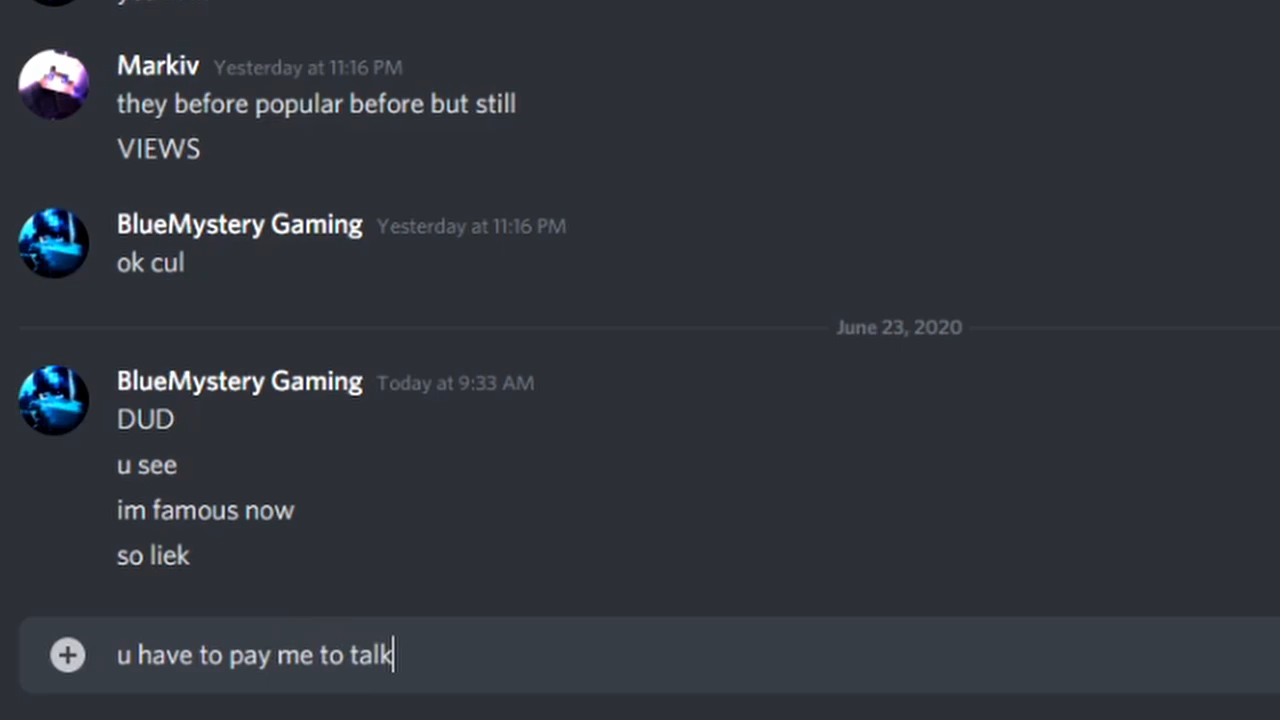 Markiv Yesterday at 11:16 PM
they before popular before but still
VIEWS
BlueMystery Gaming Yesterday at 11:16 PM
ok cul
June 23, 2020
BlueMystery Gaming Today at 9:33 AM
DUD
u see
im famous now
so liek
u have to pay me to talk